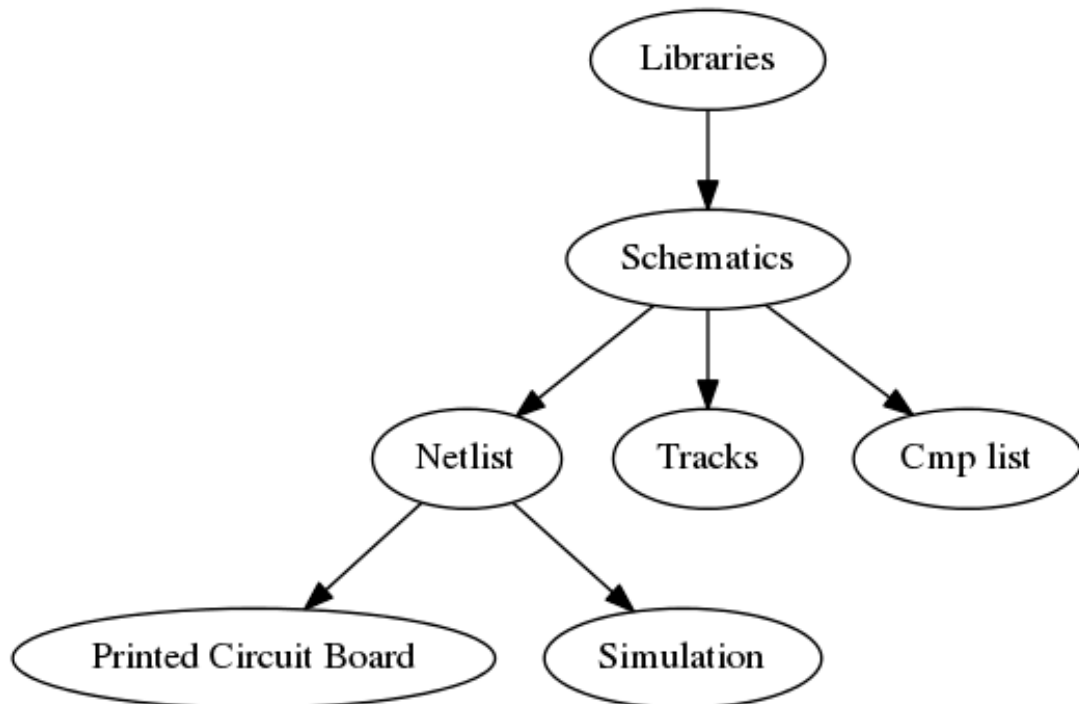 Libraries
Schematics
Netlist
Tracks
Cmp list
Printed Circuit Board
Simulation